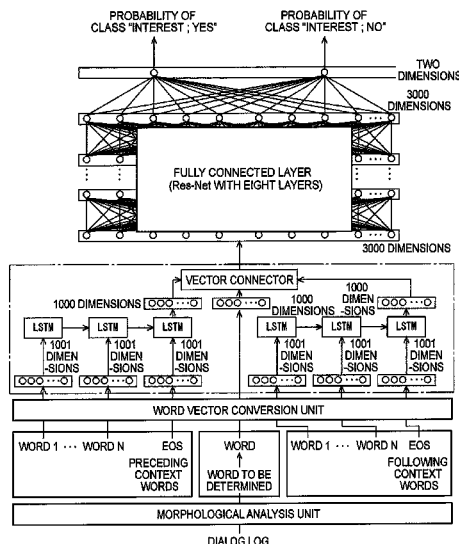 PROBABILITY OF
CLASS "INTEREST ; YES"
PROBABILITY OF
CLASS "INTEREST ; NO"
TWO
DIMENSIONS
3000
DIMENSIONS
FULLY CONNECTED LAYER
(Res-Net WITH EIGHT LAYERS)
3000
DIMENSIONS
VECTOR CONNECTOR
1000 DIMENSIONS
1000
DIMENSIONS
1000
DIMEN
-SIONS
LSTM
LSTM
LSTM
LSTM
LSTM
LSTM
1001
DIMEN
-SIONS
1001
DIMEN
-SIONS
1001
DIMEN
-SIONS
1001
DIMEN
-SIONS
1001
DIMEN
-SIONS
1001
DIMEN
-SIONS
WORD VECTOR CONVERSION UNIT
WORD 1 ··· WORD N EOS
PRECEDING
CONTEXT
WORDS
WORD
WORD TO BE
DETERMINED
WORD 1 ··· WORD N EOS
FOLLOWING
CONTEXT
WORDS
MORPHOLOGICAL ANALYSIS UNIT
DIALOG LOG